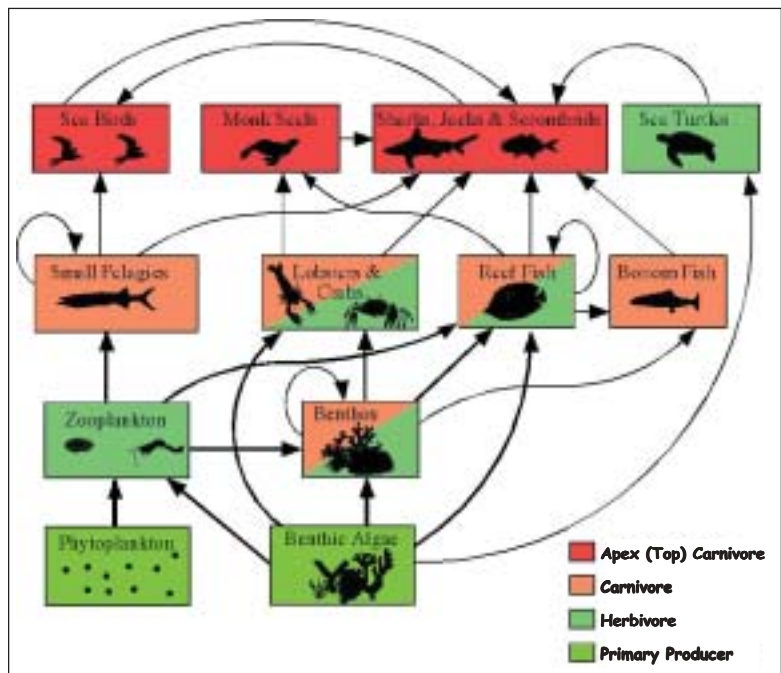 Sea Birds
Monk Seals
Sharks, Jacks & Scrombrids
Sea Turtles
Small Pelagics
Lobsters &
Crabs
Reef Fish
Bottom Fish
Zooplankton
Benthos
Phytoplankton
Benthic Algae
Apex (Top) Carnivore
Carnivore
Herbivore
Primary Producer